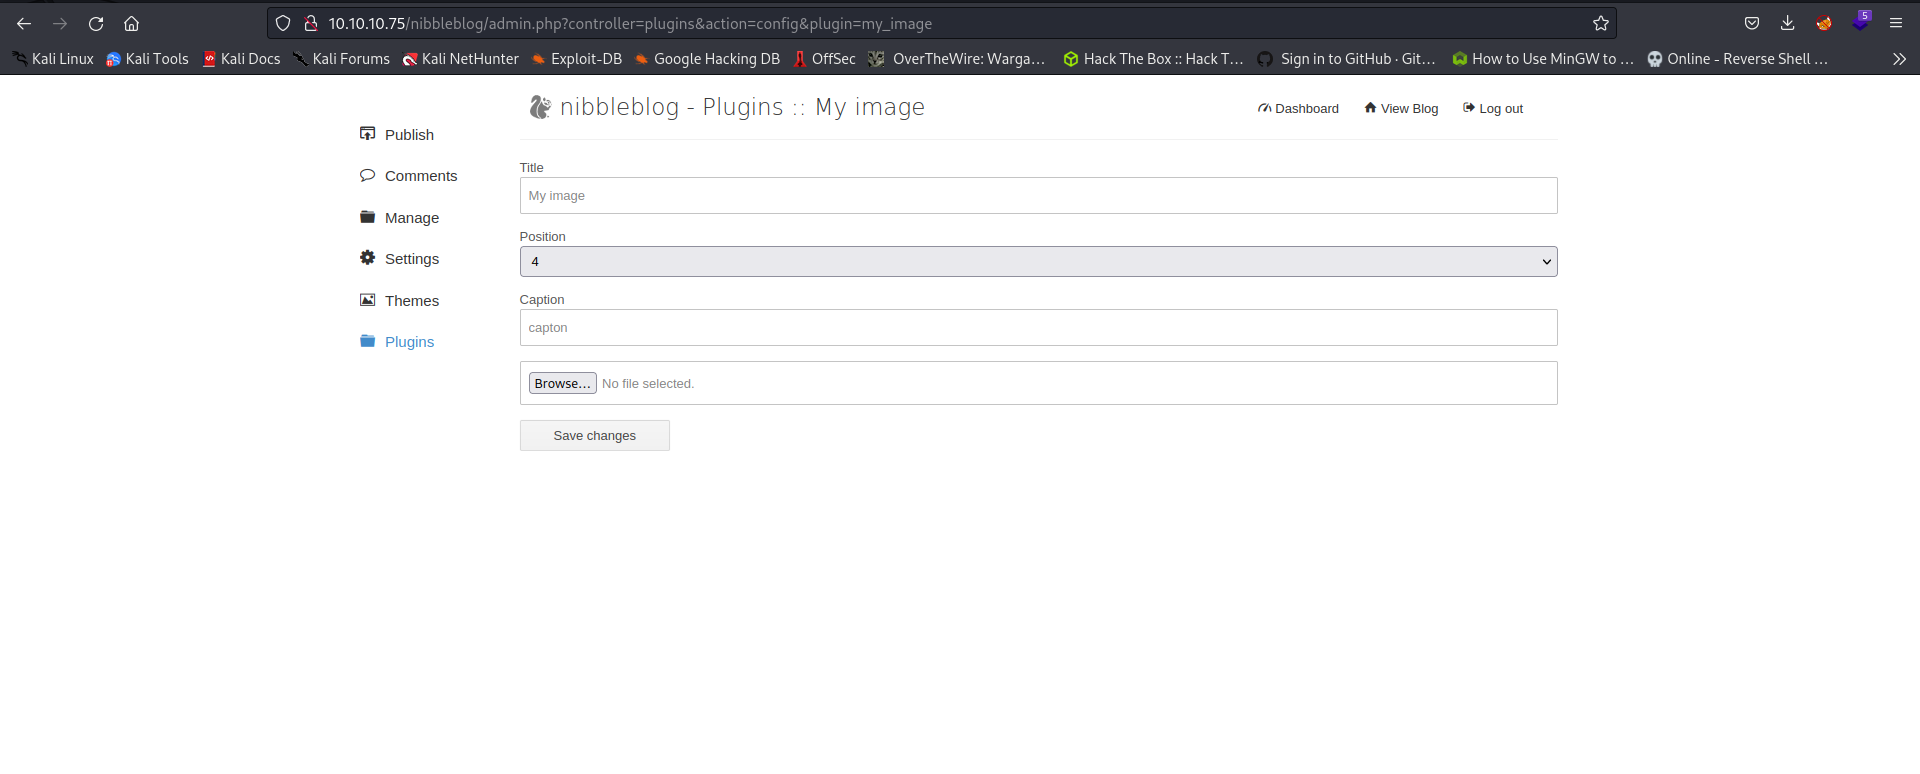 10.10.10.75/nibbleblog/admin.php?controller=plugins&action=config&plugin=my_image
5
Kali Linux Kali Tools Kali Docs Kali Forums Kali NetHunter Exploit-DB Google Hacking DB OffSec OverTheWire: Warga… Hack The Box :: Hack T… Sign in to GitHub · Git… How to Use MinGW to … Online - Reverse Shell …
nibbleblog - Plugins :: My image
Dashboard View Blog Log out
Publish
Comments
Manage
Settings
Themes
Plugins
Title
My image
Position
4
Caption
capton
Browse… No file selected.
Save changes